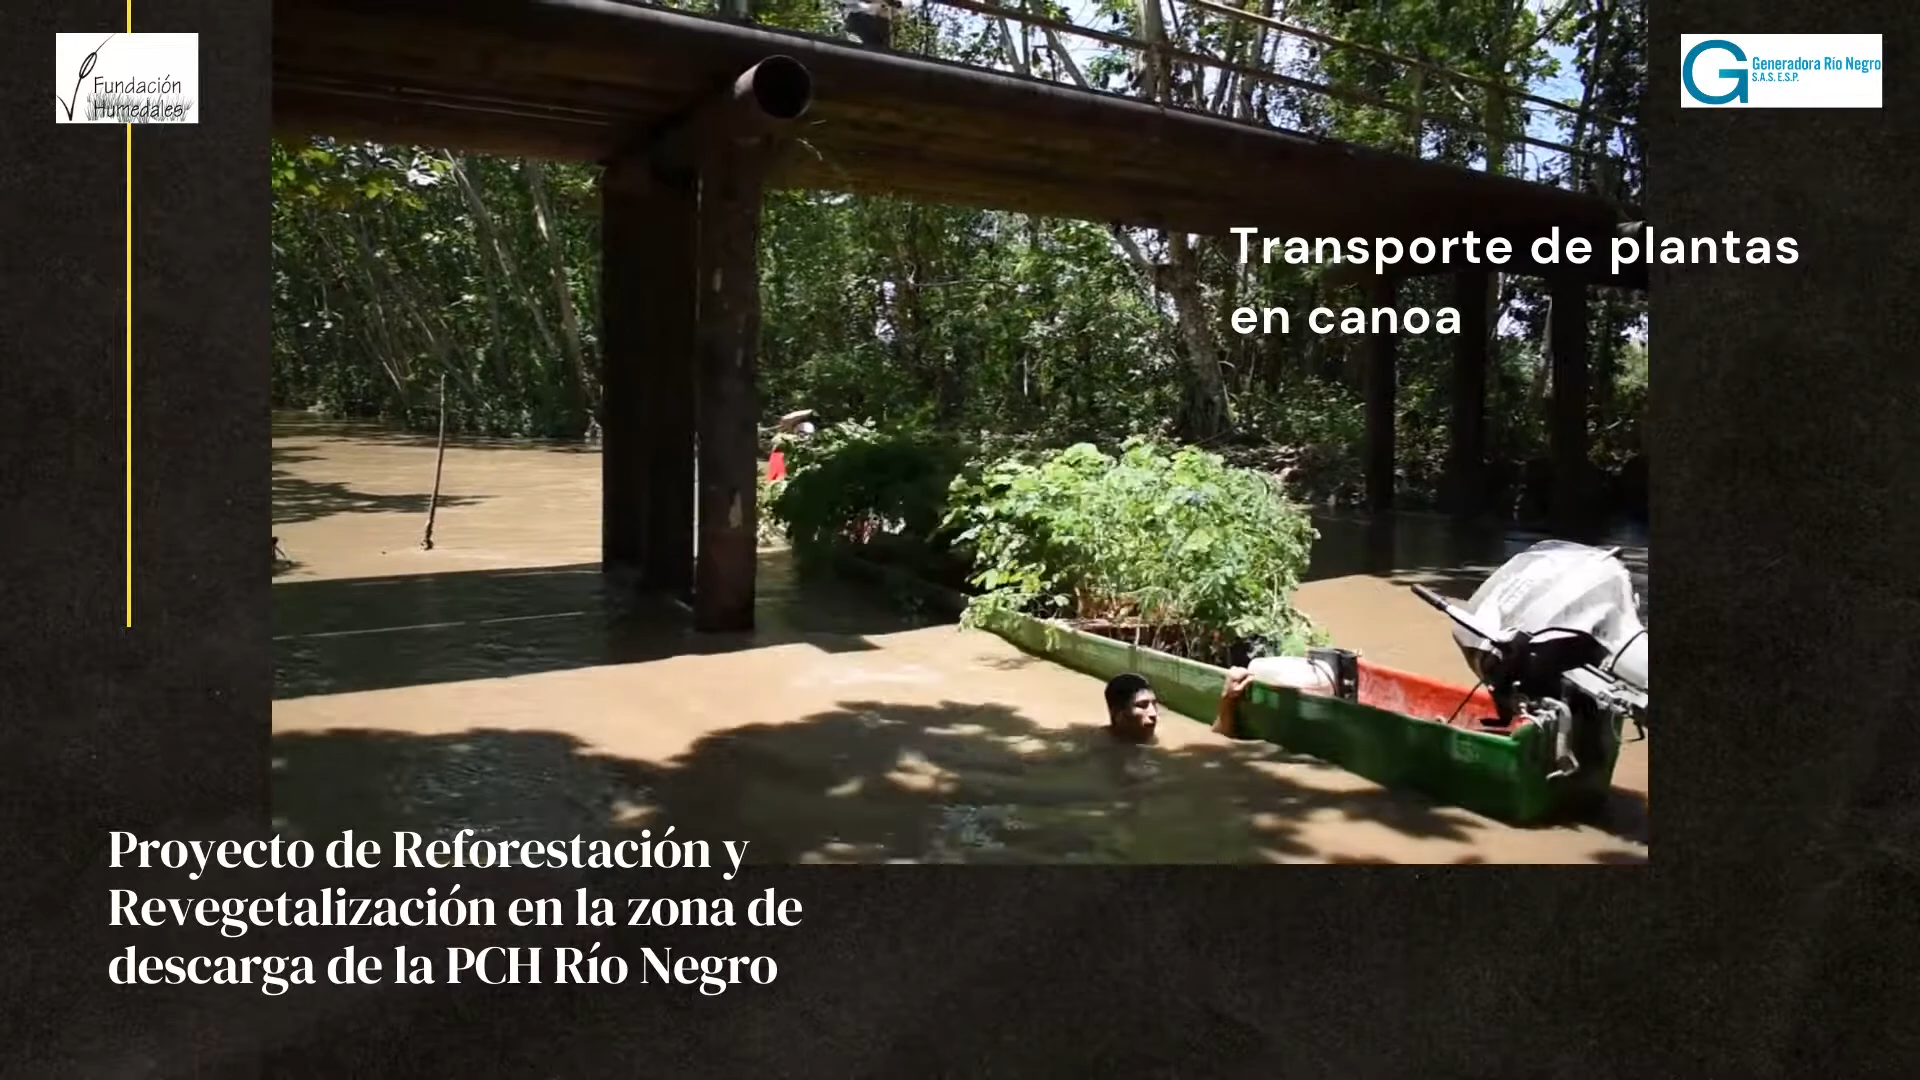 Fundación
Humedales
Generadora Río Negro
S.A.S. E.S.P.
Transporte de plantas
en canoa
Proyecto de Reforestación y
Revegetalización en la zona de
descarga de la PCH Río Negro